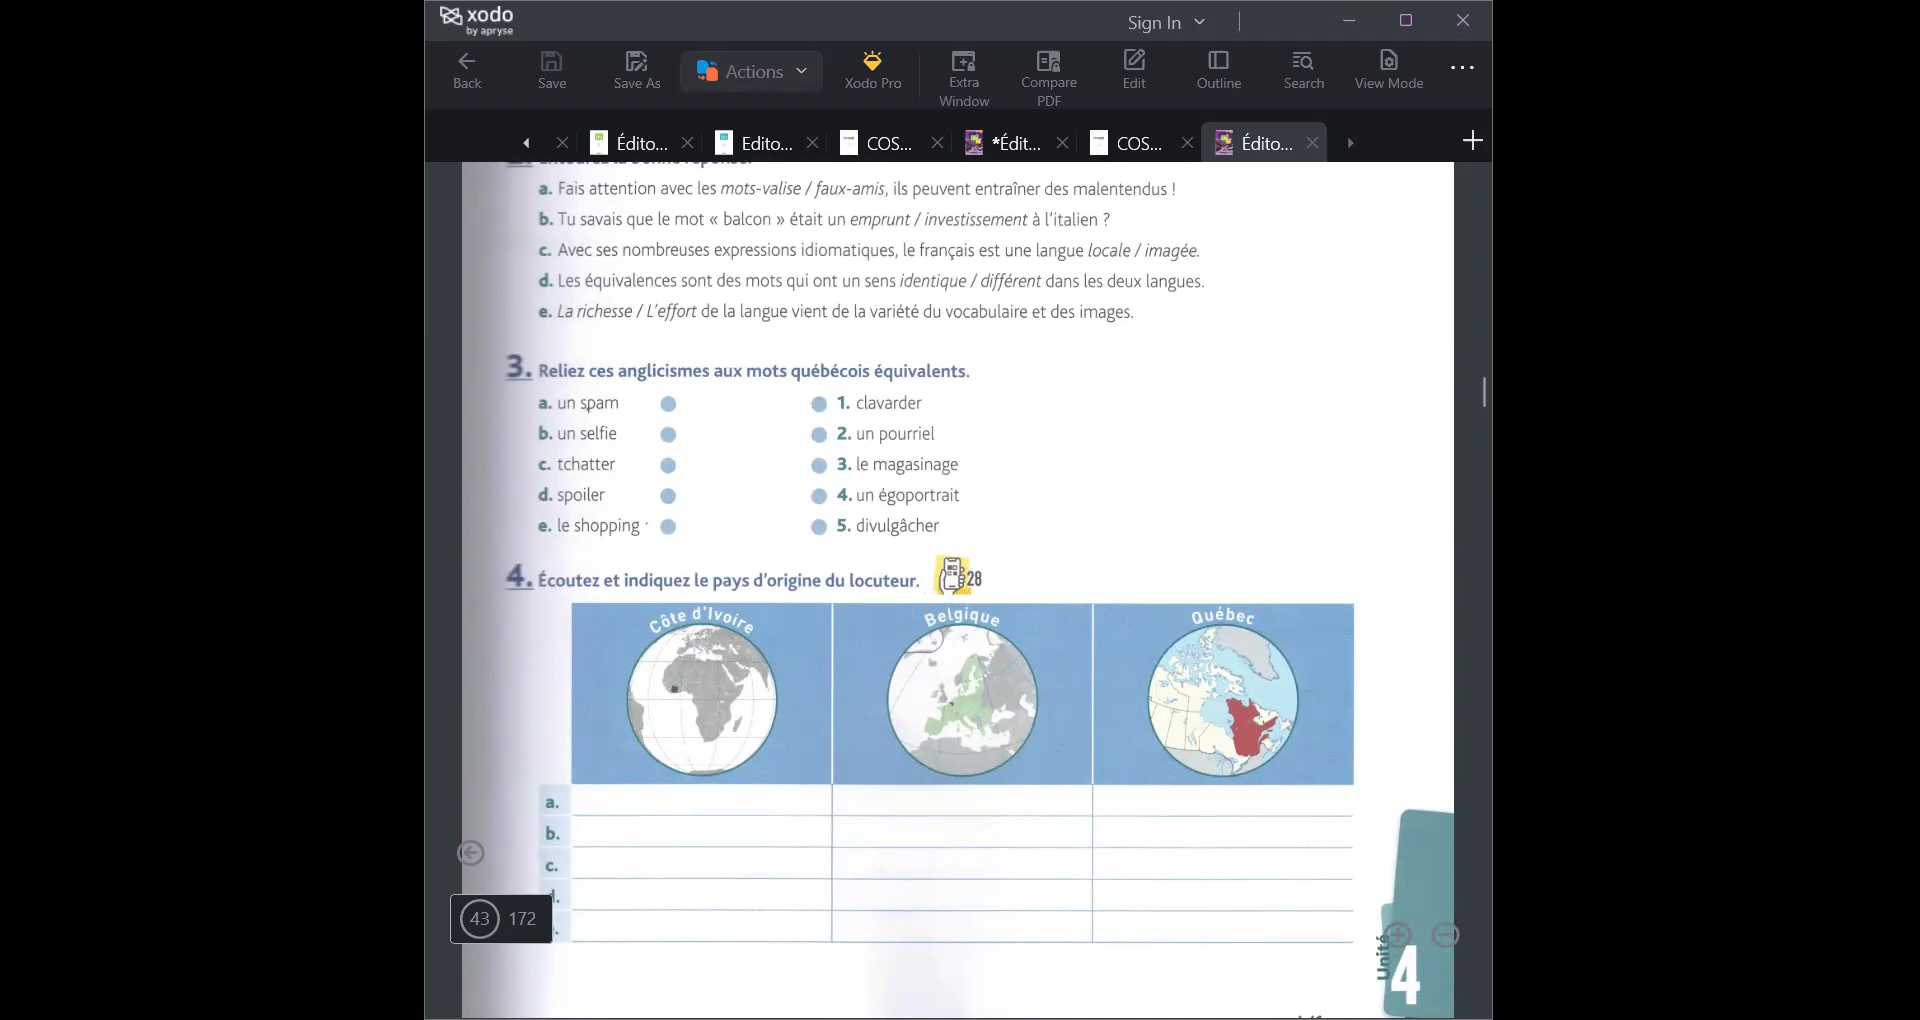 xodo
by apryse
Sign In
Back
Save
Save As
Actions
Xodo Pro
Extra Window
Compare PDF
Edit
Outline
Search
View Mode
Édito...
Edito...
COS...
*Édit...
COS...
Édito...
a. Fais attention avec les mots-valise / faux-amis, ils peuvent entraîner des malentendus !
b. Tu savais que le mot « balcon » était un emprunt / investissement à l'italien ?
c. Avec ses nombreuses expressions idiomatiques, le français est une langue locale / imagée.
d. Les équivalences sont des mots qui ont un sens identique / différent dans les deux langues.
e. La richesse / L'effort de la langue vient de la variété du vocabulaire et des images.
3. Reliez ces anglicismes aux mots québécois équivalents.
a. un spam 1. clavarder
b. un selfie 2. un pourriel
c. tchatter 3. le magasinage
d. spoiler 4. un égoportrait
e. le shopping 5. divulgâcher
4. Écoutez et indiquez le pays d'origine du locuteur. 28
Côte d'Ivoire Belgique Québec
a.
b.
c.
43 172
Unité
4